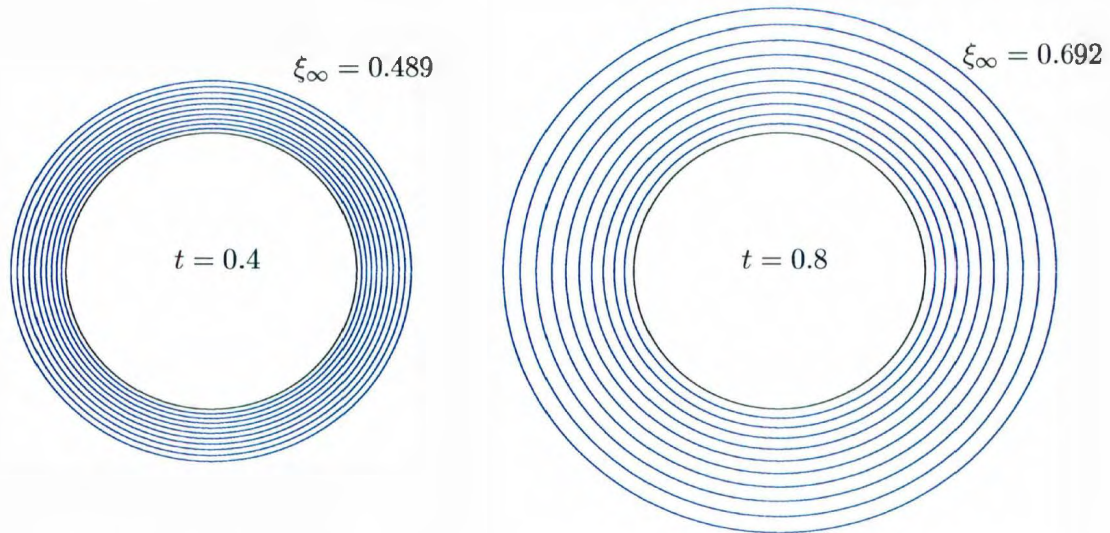 ξ∞ = 0.489
t = 0.4
ξ∞ = 0.692
t = 0.8